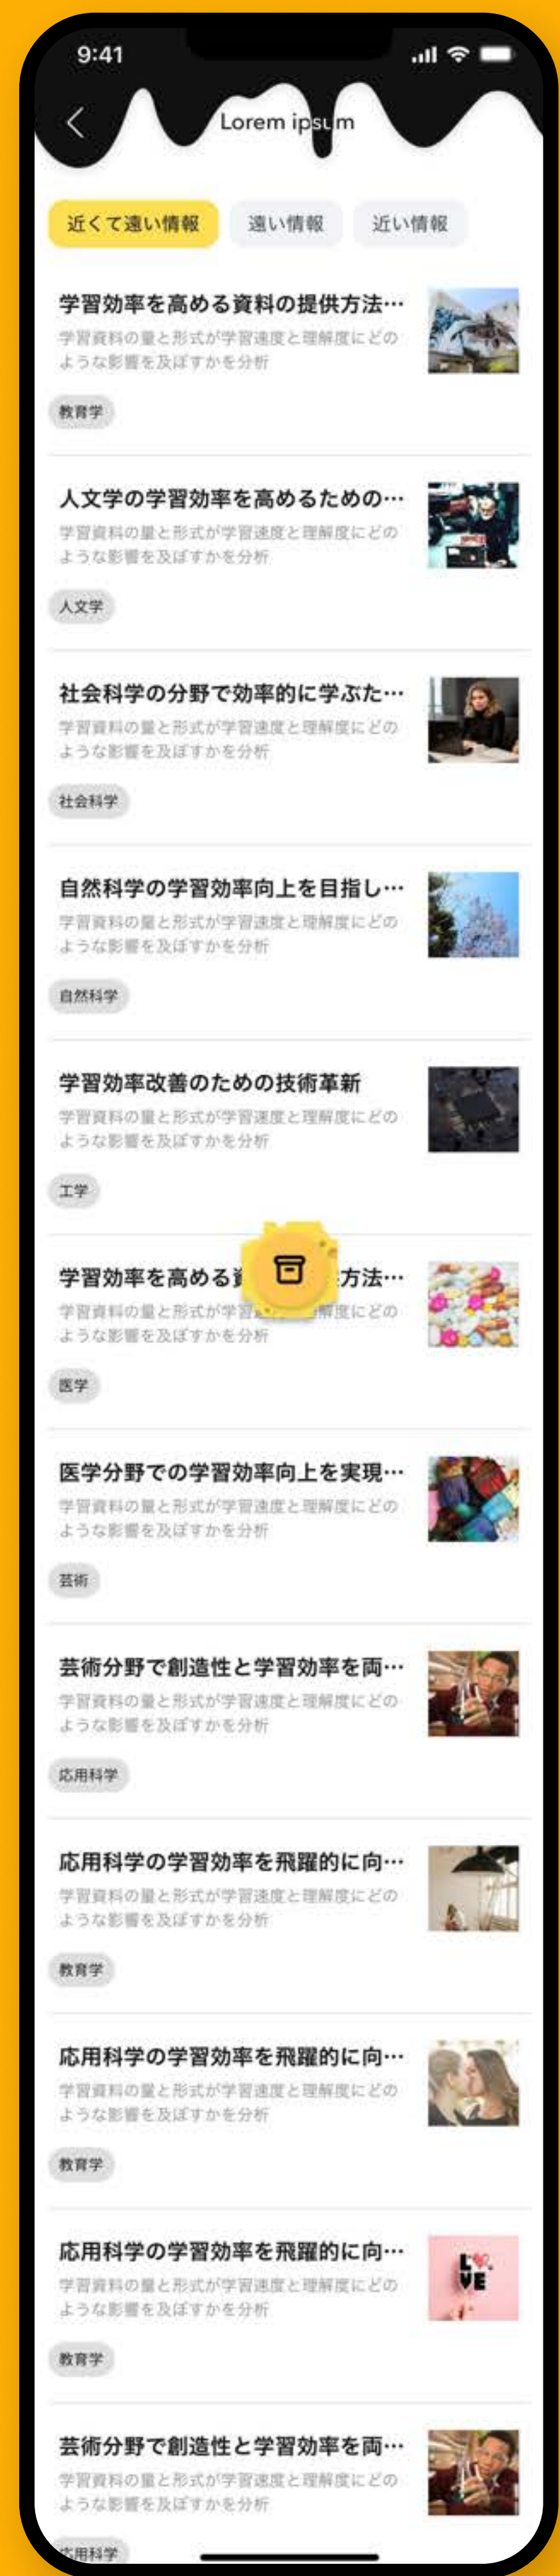 9:41
Lorem ipsum
近くて遠い情報
遠い情報
近い情報
学習効率を高める資料の提供方法…
学習資料の量と形式が学習速度と理解度にどの
ような影響を及ぼすかを分析
教育学
人文学の学習効率を高めるための…
学習資料の量と形式が学習速度と理解度にどの
ような影響を及ぼすかを分析
人文学
社会科学の分野で効率的に学ぶた…
学習資料の量と形式が学習速度と理解度にどの
ような影響を及ぼすかを分析
社会科学
自然科学の学習効率向上を目指し…
学習資料の量と形式が学習速度と理解度にどの
ような影響を及ぼすかを分析
自然科学
学習効率改善のための技術革新
学習資料の量と形式が学習速度と理解度にどの
ような影響を及ぼすかを分析
工学
学習効率を高める 方法…
学習資料の量と形式が学習 解度にどの
ような影響を及ぼすかを分析
医学
医学分野での学習効率向上を実現…
学習資料の量と形式が学習速度と理解度にどの
ような影響を及ぼすかを分析
芸術
芸術分野で創造性と学習効率を両…
学習資料の量と形式が学習速度と理解度にどの
ような影響を及ぼすかを分析
応用科学
応用科学の学習効率を飛躍的に向…
学習資料の量と形式が学習速度と理解度にどの
ような影響を及ぼすかを分析
教育学
応用科学の学習効率を飛躍的に向…
学習資料の量と形式が学習速度と理解度にどの
ような影響を及ぼすかを分析
教育学
応用科学の学習効率を飛躍的に向…
学習資料の量と形式が学習速度と理解度にどの
ような影響を及ぼすかを分析
LOVE
教育学
芸術分野で創造性と学習効率を両…
学習資料の量と形式が学習速度と理解度にどの
ような影響を及ぼすかを分析
応用科学